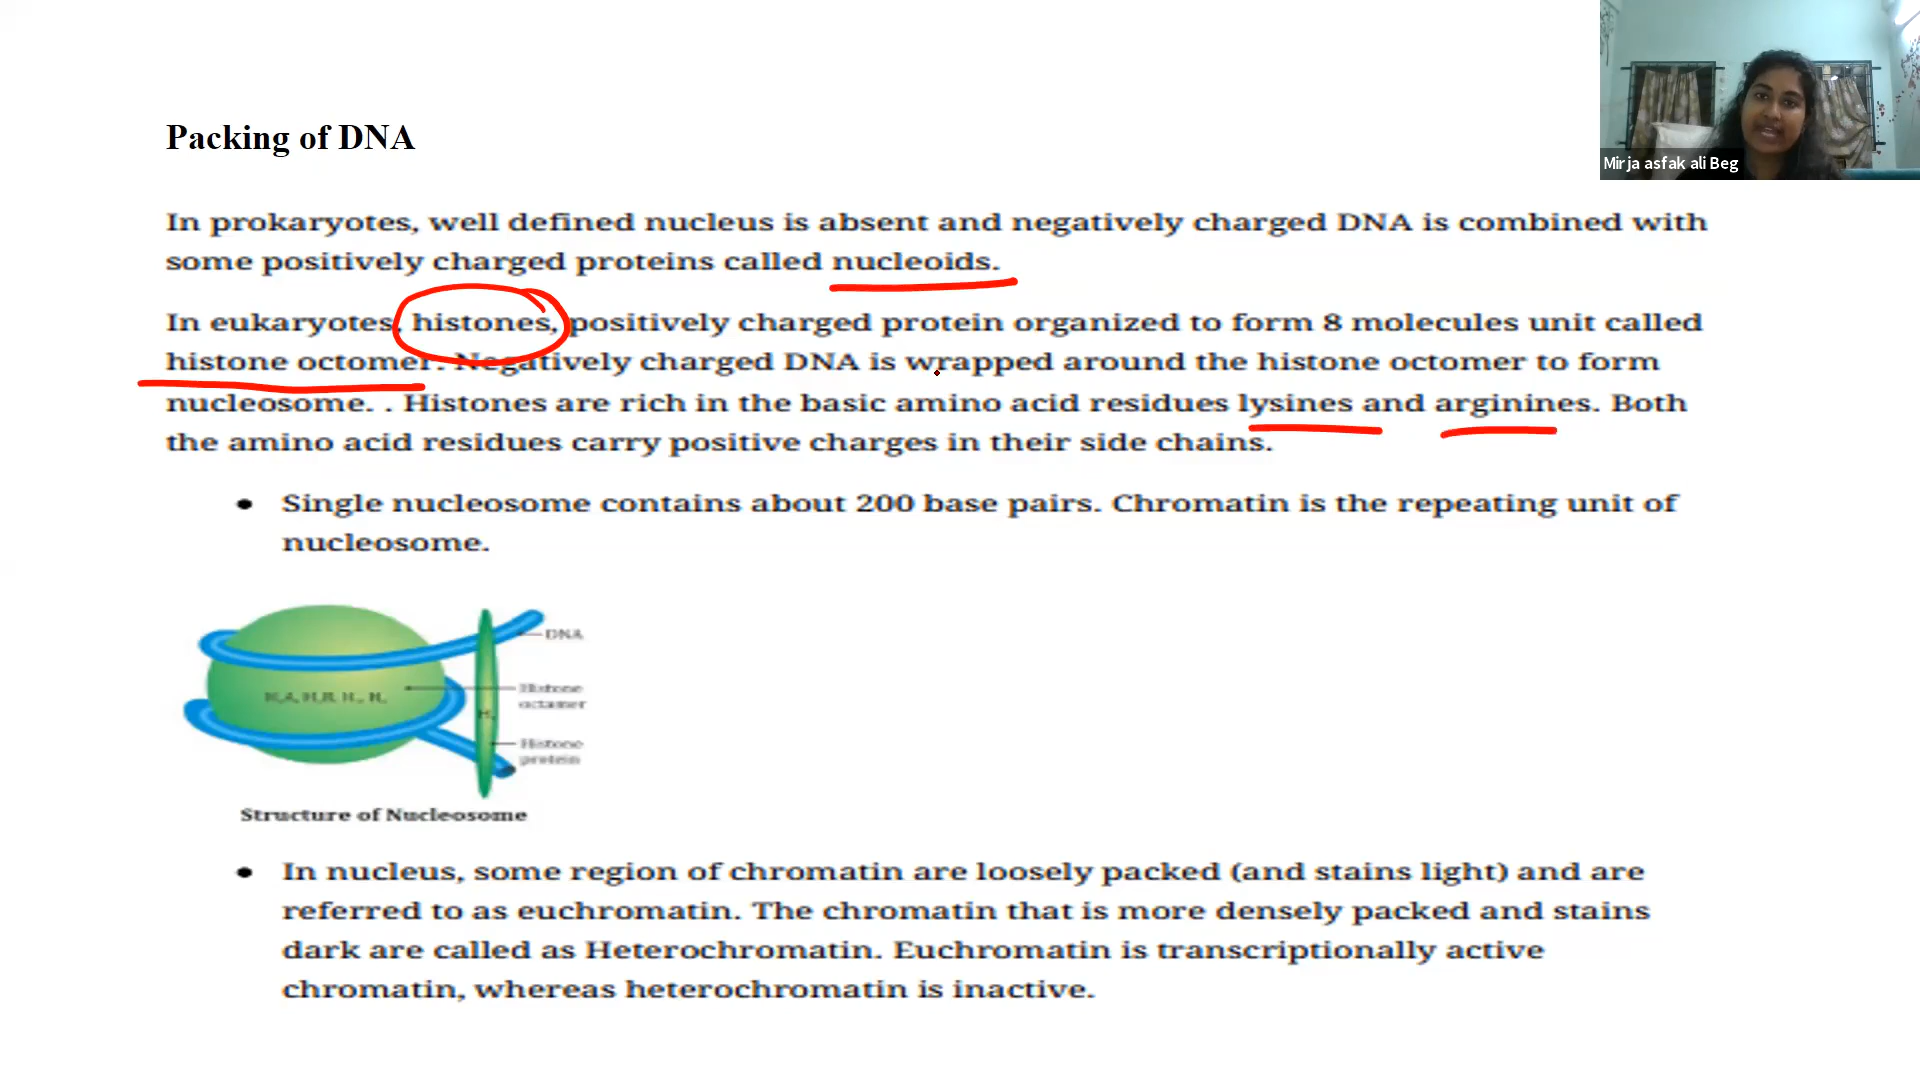 Packing of DNA
Mirja asfak ali Beg
In prokaryotes, well defined nucleus is absent and negatively charged DNA is combined with
some positively charged proteins called nucleoids.
In eukaryotes, histones, positively charged protein organized to form 8 molecules unit called
histone octomer. Negatively charged DNA is wrapped around the histone octomer to form
nucleosome. . Histones are rich in the basic amino acid residues lysines and arginines. Both
the amino acid residues carry positive charges in their side chains.
• Single nucleosome contains about 200 base pairs. Chromatin is the repeating unit of
nucleosome.
DNA
Histone
octamer
Histone
protein
Structure of Nucleosome
• In nucleus, some region of chromatin are loosely packed (and stains light) and are
referred to as euchromatin. The chromatin that is more densely packed and stains
dark are called as Heterochromatin. Euchromatin is transcriptionally active
chromatin, whereas heterochromatin is inactive.